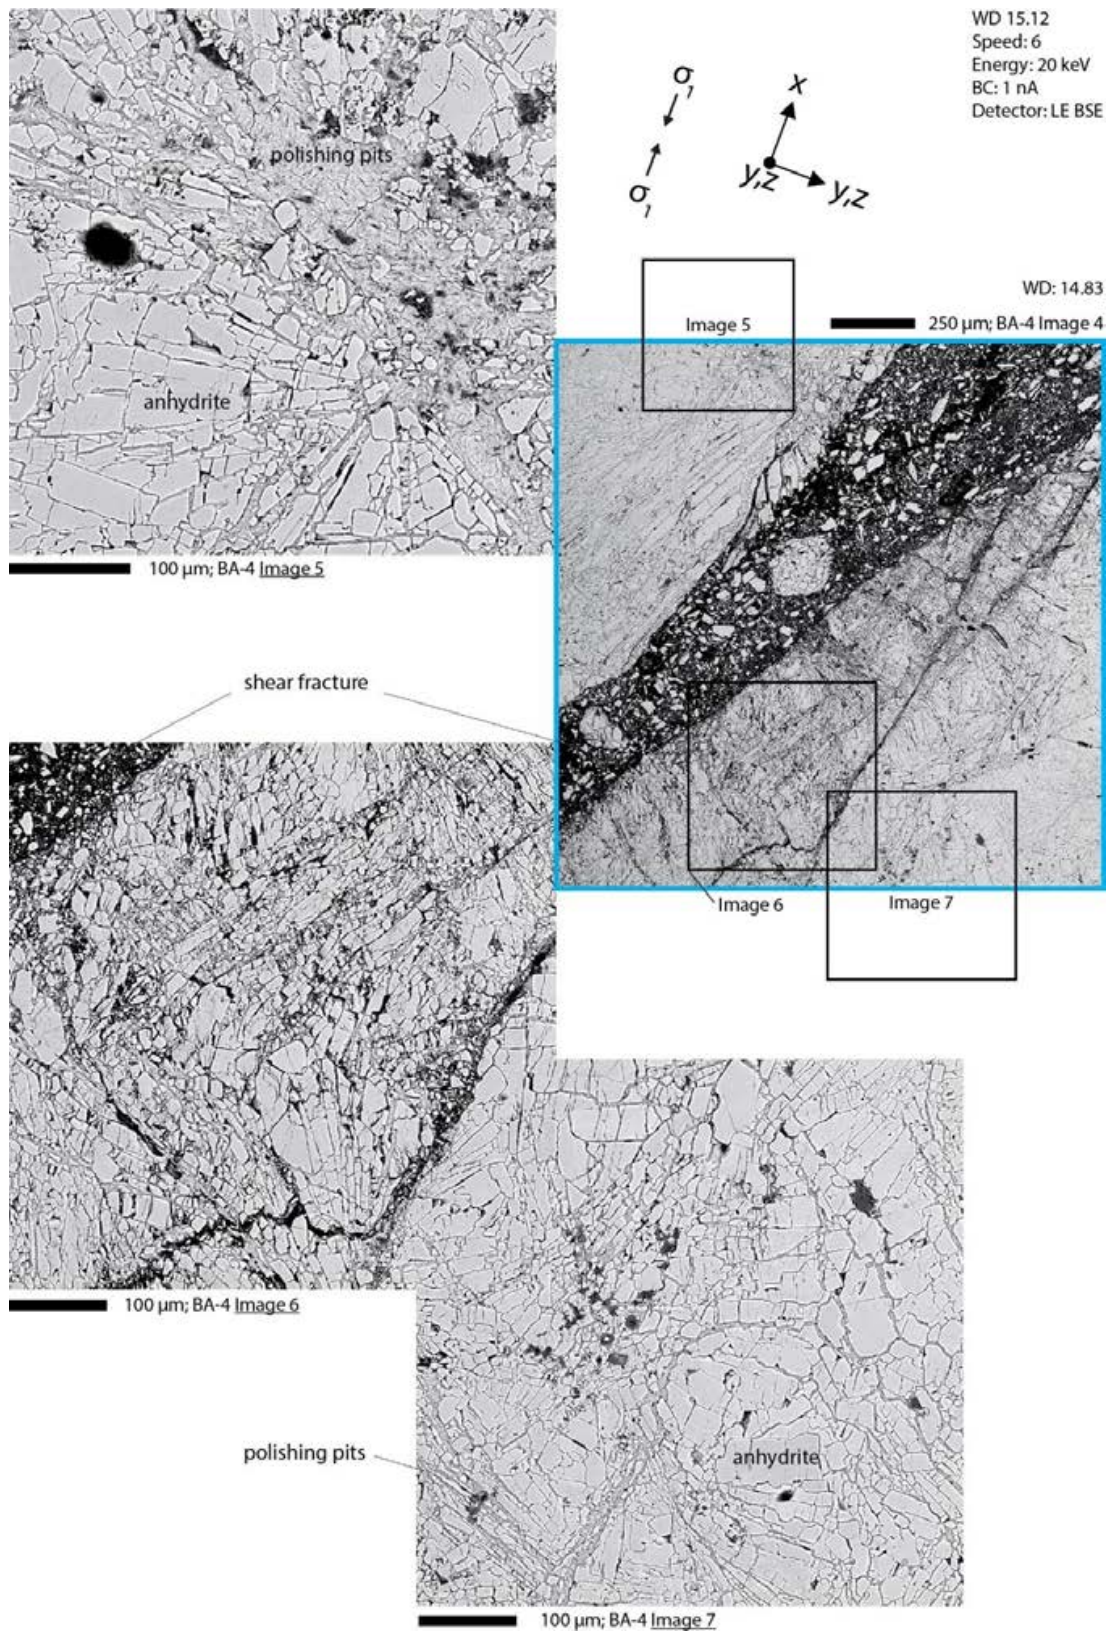 WD 15.12
Speed: 6
Energy: 20 keV
BC: 1 nA
Detector: LE BSE
σ₁
σ₁
x
y,z
y,z
polishing pits
anhydrite
100 µm; BA-4 Image 5
WD: 14.83
250 µm; BA-4 Image 4
Image 5
Image 6
Image 7
shear fracture
100 µm; BA-4 Image 6
polishing pits
anhydrite
100 µm; BA-4 Image 7